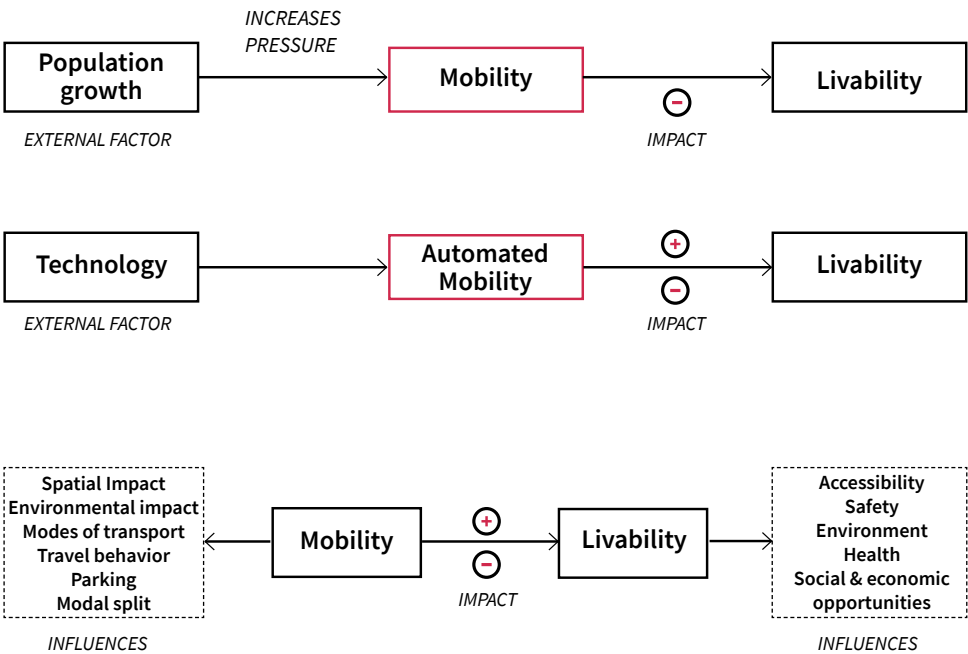 INCREASES
PRESSURE
Population
growth
Mobility
Livability
−
EXTERNAL FACTOR
IMPACT
Technology
Automated
Mobility
+
−
Livability
EXTERNAL FACTOR
IMPACT
Spatial Impact
Environmental impact
Modes of transport
Travel behavior
Parking
Modal split
INFLUENCES
Mobility
+
−
IMPACT
Livability
Accessibility
Safety
Environment
Health
Social & economic
opportunities
INFLUENCES